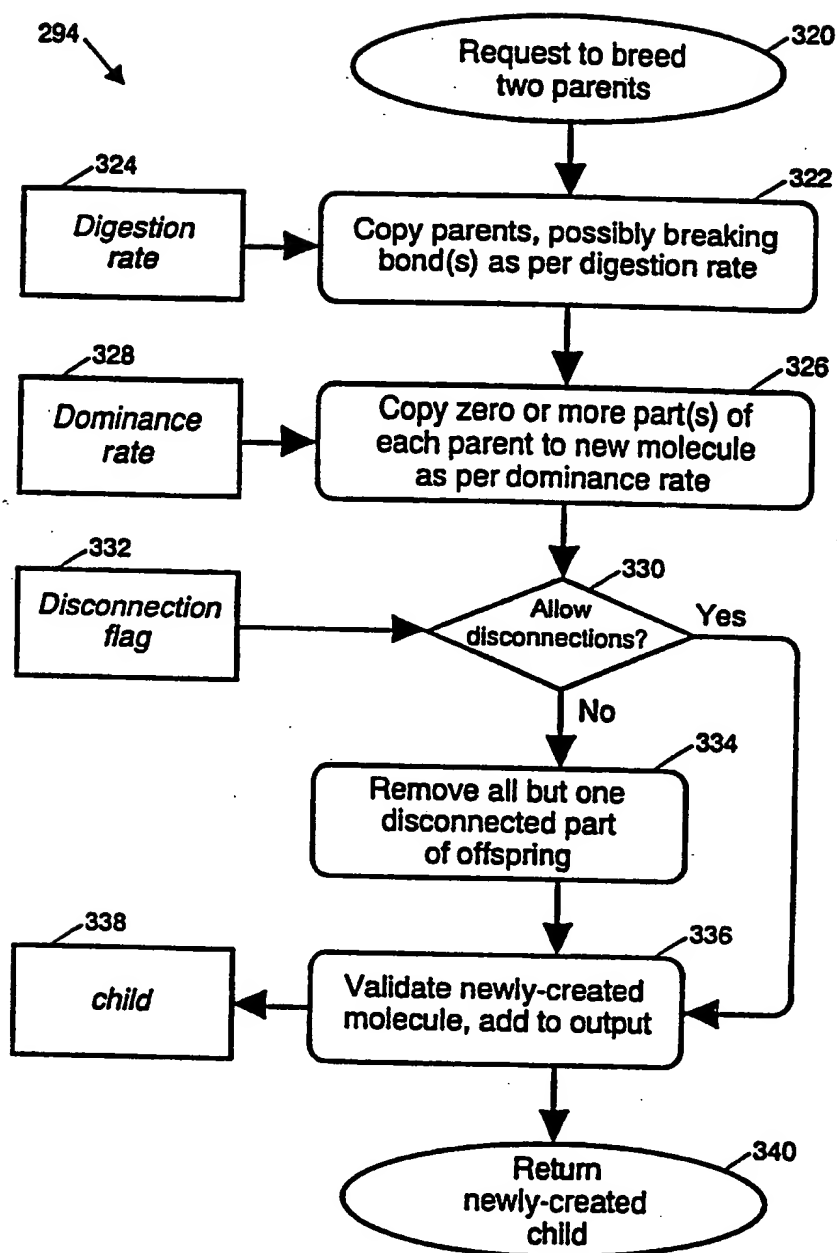 294
320
Request to breed
two parents
324
322
Digestion
rate
Copy parents, possibly breaking
bond(s) as per digestion rate
328
326
Dominance
rate
Copy zero or more part(s) of
each parent to new molecule
as per dominance rate
332
330
Disconnection
flag
Allow
disconnections?
Yes
No
334
Remove all but one
disconnected part
of offspring
338
336
child
Validate newly-created
molecule, add to output
340
Return
newly-created
child